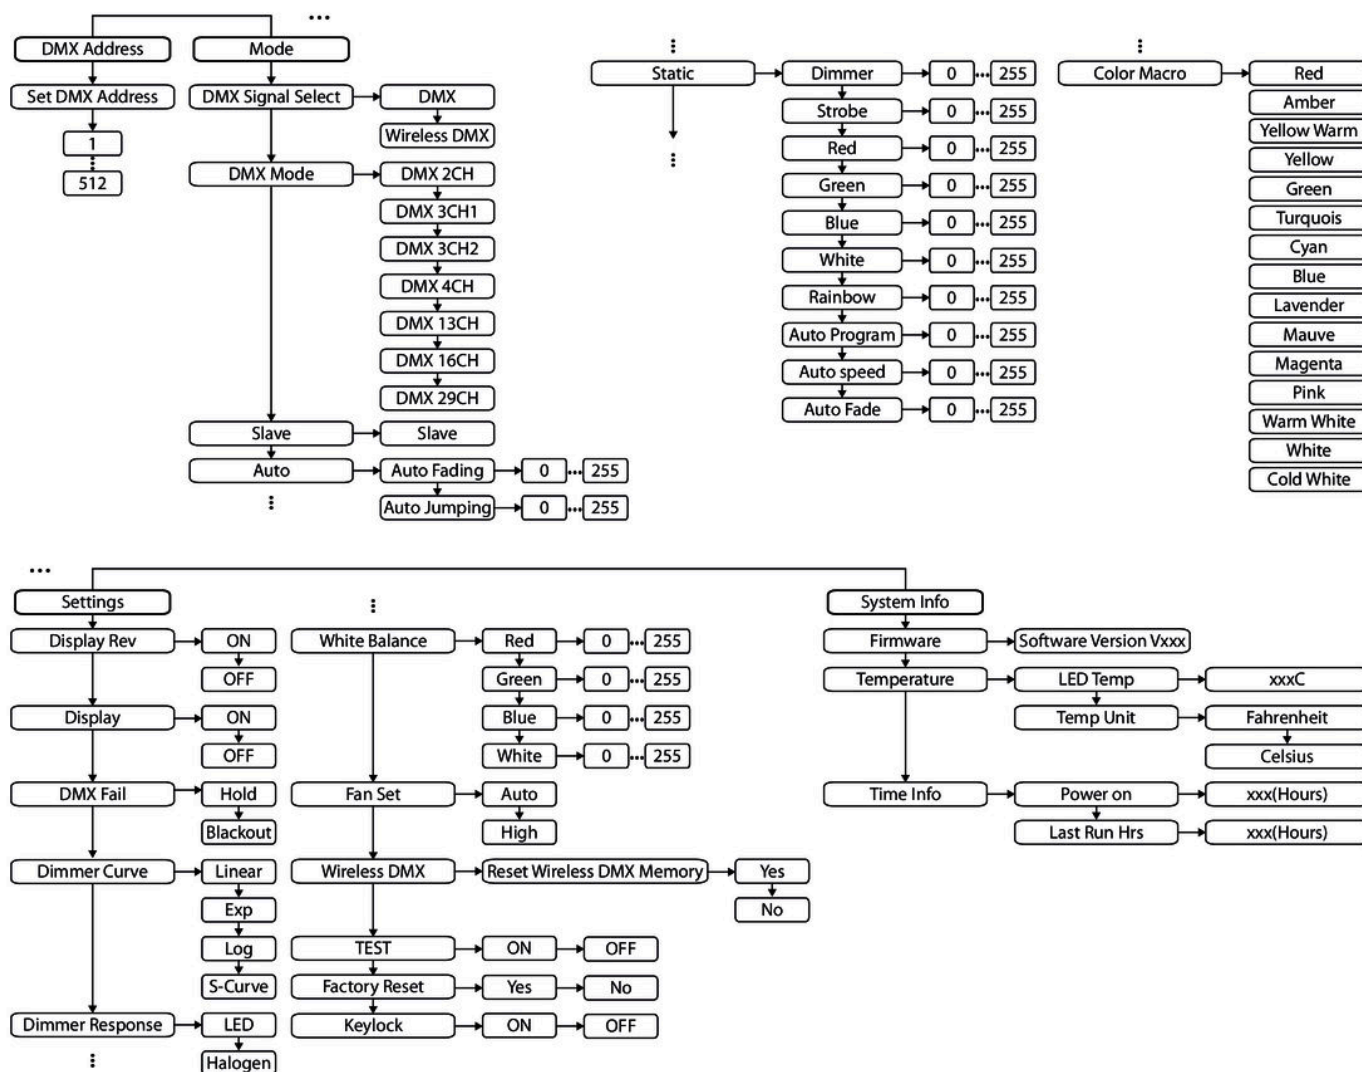 ...
DMX Address
Mode
Set DMX Address
1
512
DMX Signal Select
DMX
Wireless DMX
DMX Mode
DMX 2CH
DMX 3CH1
DMX 3CH2
DMX 4CH
DMX 13CH
DMX 16CH
DMX 29CH
Slave
Slave
Auto
Auto Fading
0 ... 255
Auto Jumping
0 ... 255
Static
Dimmer
0 ... 255
Strobe
0 ... 255
Red
0 ... 255
Green
0 ... 255
Blue
0 ... 255
White
0 ... 255
Rainbow
0 ... 255
Auto Program
0 ... 255
Auto speed
0 ... 255
Auto Fade
0 ... 255
Color Macro
Red
Amber
Yellow Warm
Yellow
Green
Turquois
Cyan
Blue
Lavender
Mauve
Magenta
Pink
Warm White
White
Cold White
...
Settings
Display Rev
ON
OFF
Display
ON
OFF
DMX Fail
Hold
Blackout
Dimmer Curve
Linear
Exp
Log
S-Curve
Dimmer Response
LED
Halogen
White Balance
Red
0 ... 255
Green
0 ... 255
Blue
0 ... 255
White
0 ... 255
Fan Set
Auto
High
Wireless DMX
Reset Wireless DMX Memory
Yes
No
TEST
ON
OFF
Factory Reset
Yes
No
Keylock
ON
OFF
System Info
Firmware
Software Version Vxxx
Temperature
LED Temp
xxxC
Temp Unit
Fahrenheit
Celsius
Time Info
Power on
xxx(Hours)
Last Run Hrs
xxx(Hours)